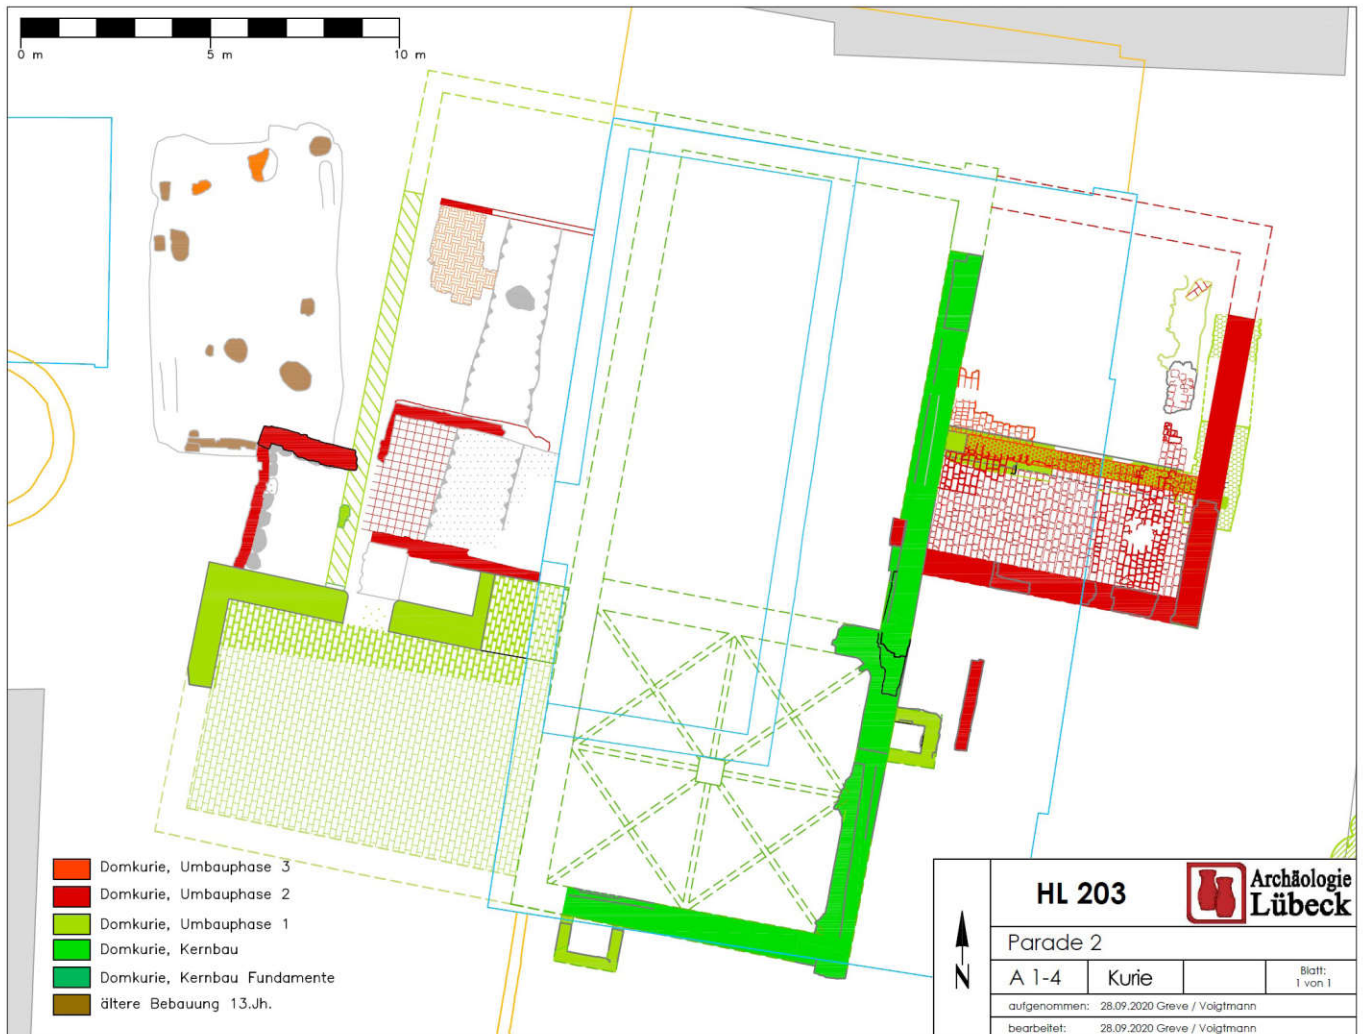 0 m 5 m 10 m
Domkurie, Umbauphase 3
Domkurie, Umbauphase 2
Domkurie, Umbauphase 1
Domkurie, Kernbau
Domkurie, Kernbau Fundamente
ältere Bebauung 13.Jh.
N
HL 203
Archäologie
Lübeck
Parade 2
A 1-4 Kurie Blatt:
1 von 1
aufgenommen: 28.09.2020 Greve / Voigtmann
bearbeitet: 28.09.2020 Greve / Voigtmann